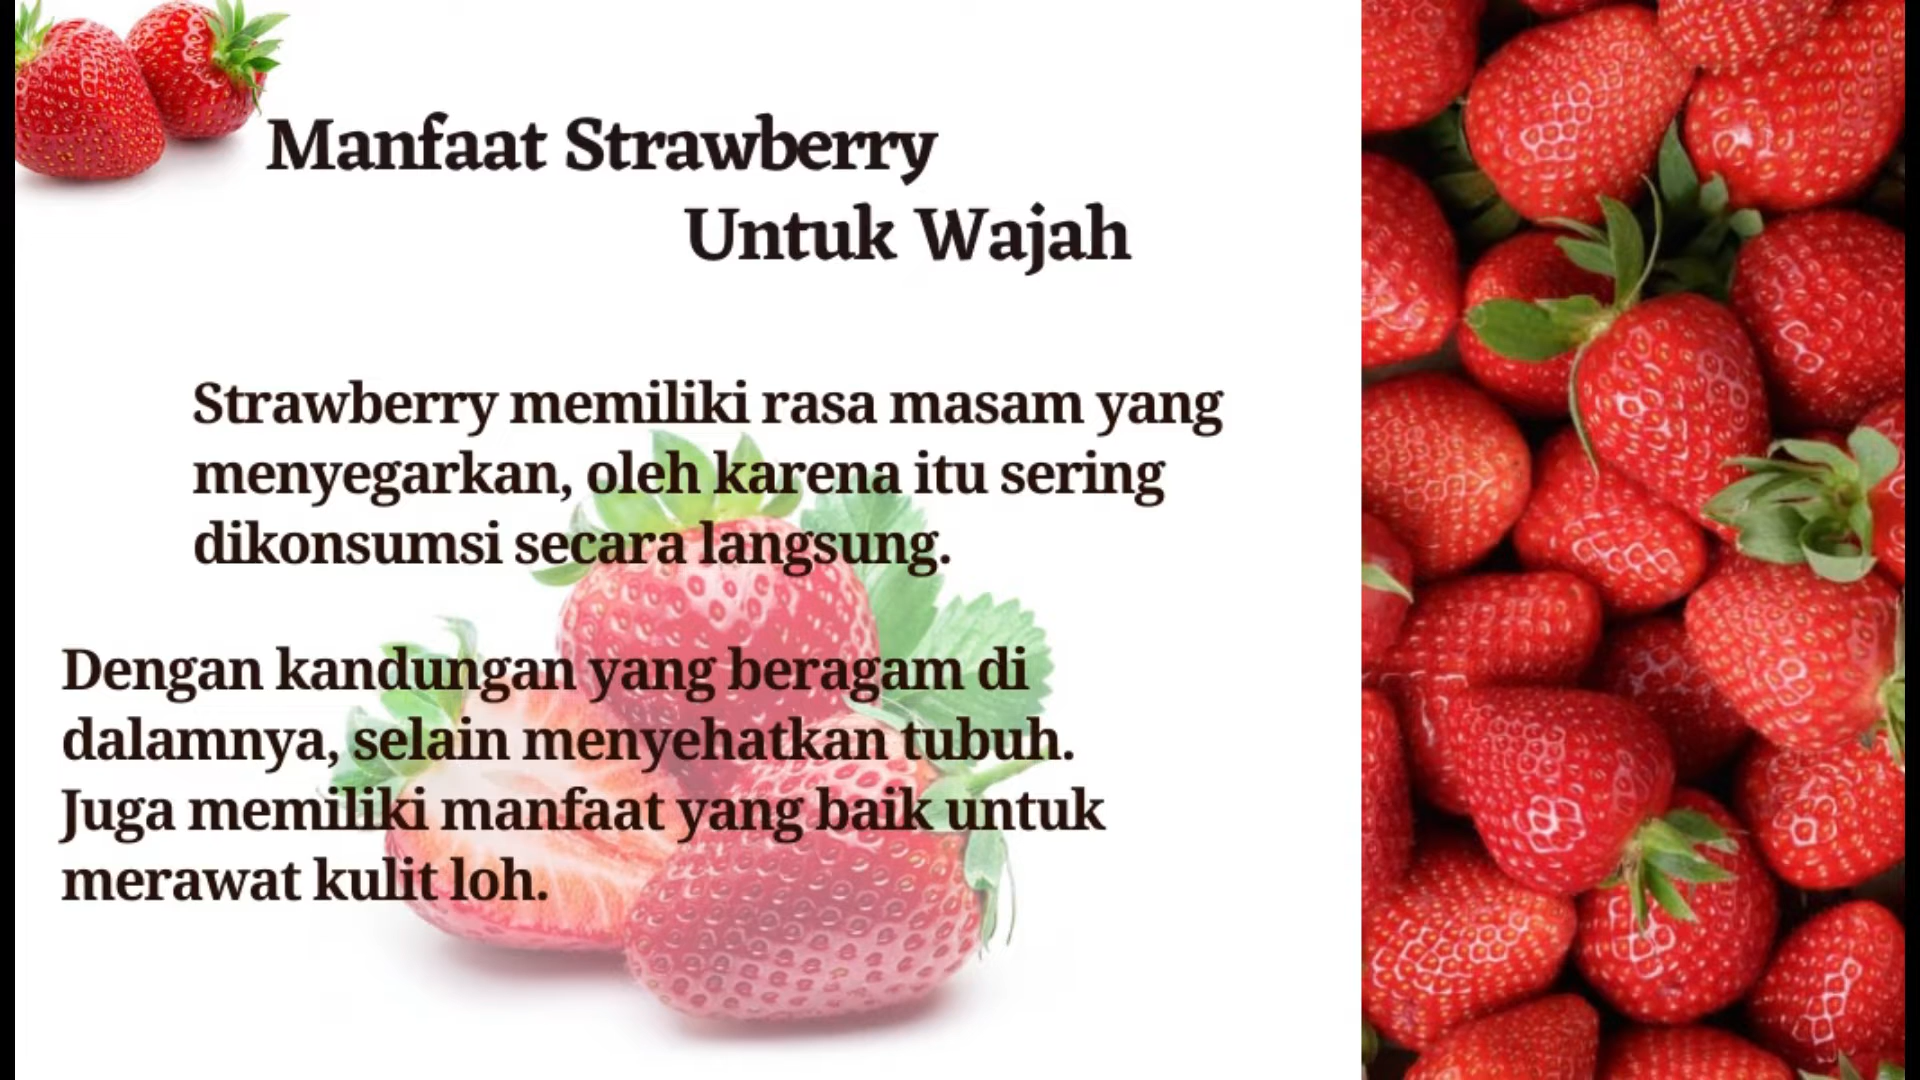 Manfaat Strawberry
Untuk Wajah
Strawberry memiliki rasa masam yang
menyegarkan, oleh karena itu sering
dikonsumsi secara langsung.
Dengan kandungan yang beragam di
dalamnya, selain menyehatkan tubuh.
Juga memiliki manfaat yang baik untuk
merawat kulit loh.